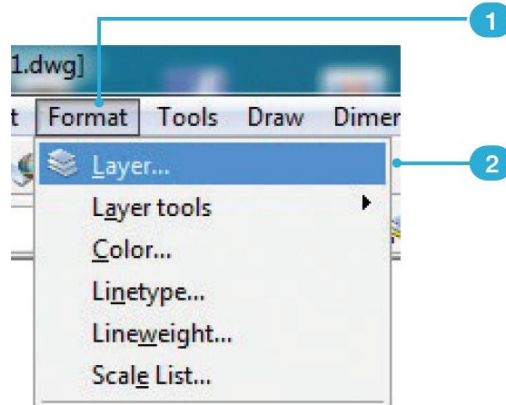 1
1.dwg]
t Format Tools Draw Dimer
Layer... 2
Layer tools
Color...
Linetype...
Lineweight...
Scale List...